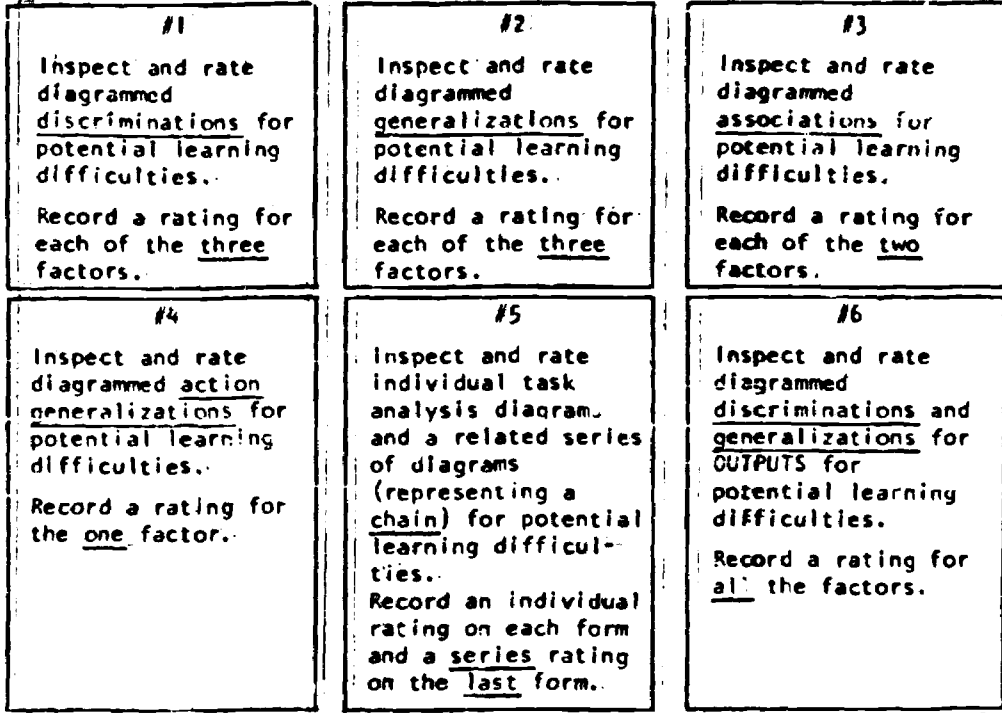 #1
Inspect and rate
diagrammed
discriminations for
potential learning
difficulties.
Record a rating for
each of the three
factors.
#2
Inspect and rate
diagrammed
generalizations for
potential learning
difficulties.
Record a rating for
each of the three
factors.
#3
Inspect and rate
diagrammed
associations for
potential learning
difficulties.
Record a rating for
each of the two
factors.
#4
Inspect and rate
diagrammed action
generalizations for
potential learning
difficulties.
Record a rating for
the one factor.
#5
Inspect and rate
individual task
analysis diagram.
and a related series
of diagrams
(representing a
chain) for potential
learning difficul-
ties.
Record an individual
rating on each form
and a series rating
on the last form.
#6
Inspect and rate
diagrammed
discriminations and
generalizations for
OUTPUTS for
potential learning
difficulties.
Record a rating for
all the factors.